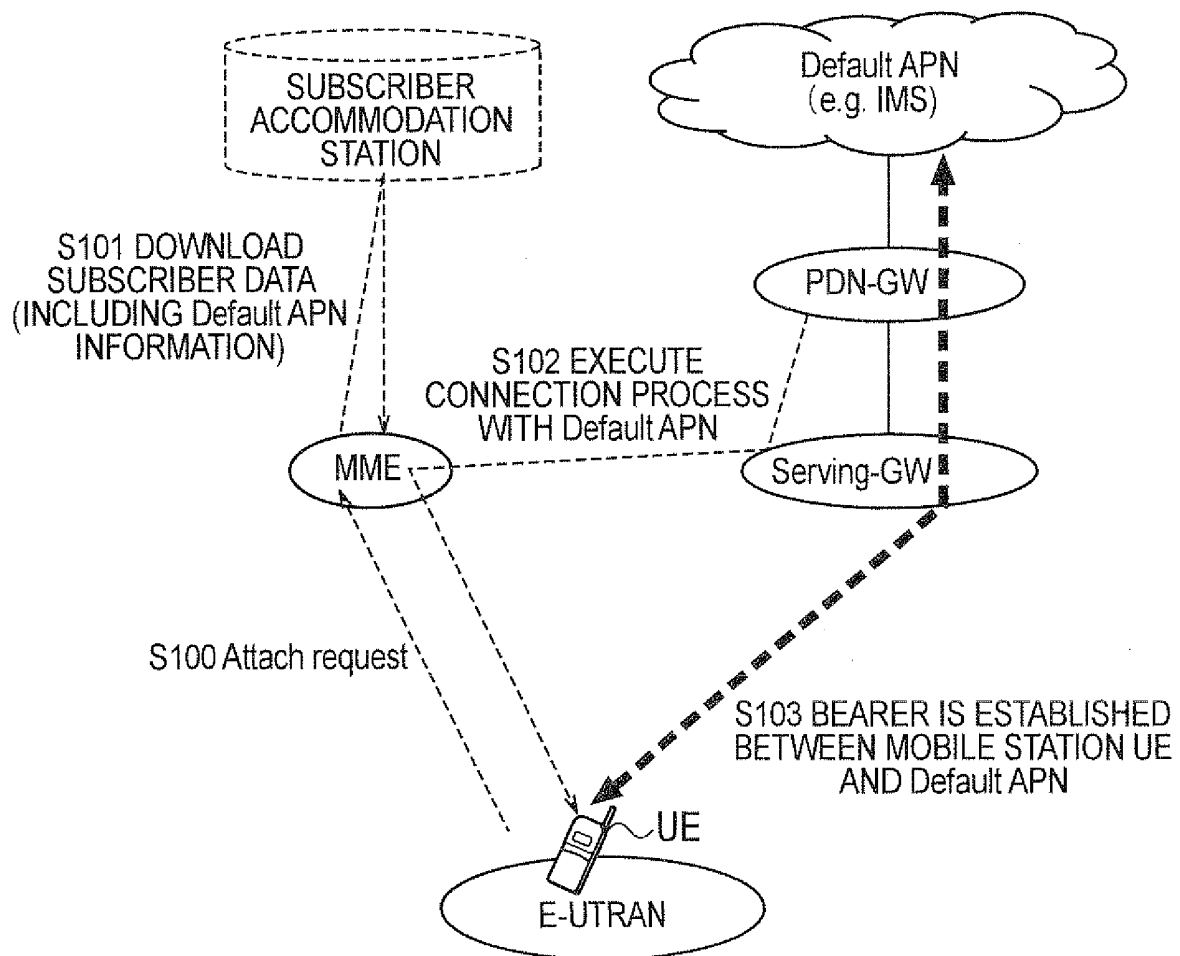 SUBSCRIBER
ACCOMMODATION
STATION
Default APN
(e.g. IMS)
S101 DOWNLOAD
SUBSCRIBER DATA
(INCLUDING Default APN
INFORMATION)
PDN-GW
S102 EXECUTE
CONNECTION PROCESS
WITH Default APN
MME
Serving-GW
S100 Attach request
S103 BEARER IS ESTABLISHED
BETWEEN MOBILE STATION UE
AND Default APN
UE
E-UTRAN